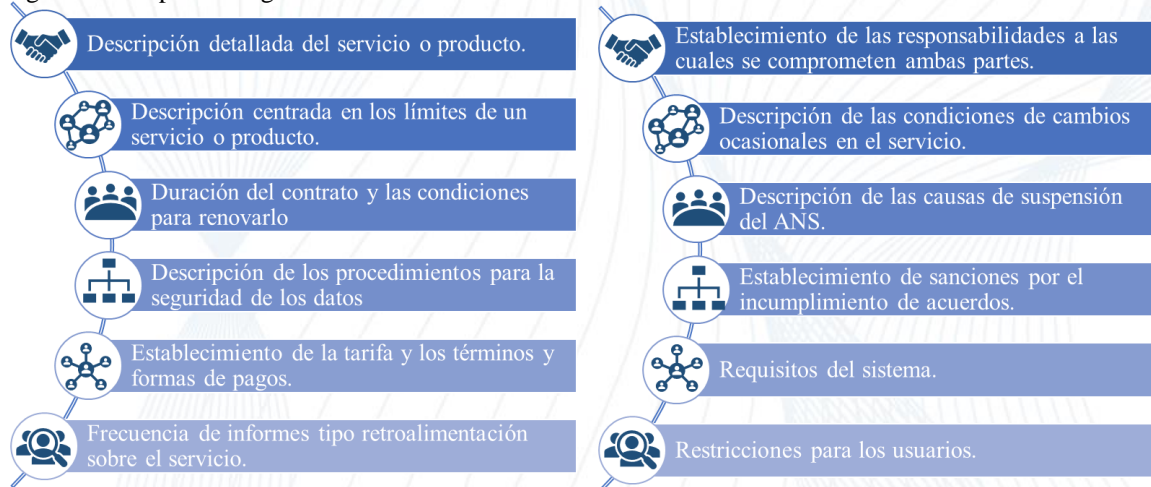 Descripción detallada del servicio o producto.
Descripción centrada en los límites de un
servicio o producto.
Duración del contrato y las condiciones
para renovarlo
Descripción de los procedimientos para la
seguridad de los datos
Establecimiento de la tarifa y los términos y
formas de pagos.
Frecuencia de informes tipo retroalimentación
sobre el servicio.
Establecimiento de las responsabilidades a las
cuales se comprometen ambas partes.
Descripción de las condiciones de cambios
ocasionales en el servicio.
Descripción de las causas de suspensión
del ANS.
Establecimiento de sanciones por el
incumplimiento de acuerdos.
Requisitos del sistema.
Restricciones para los usuarios.